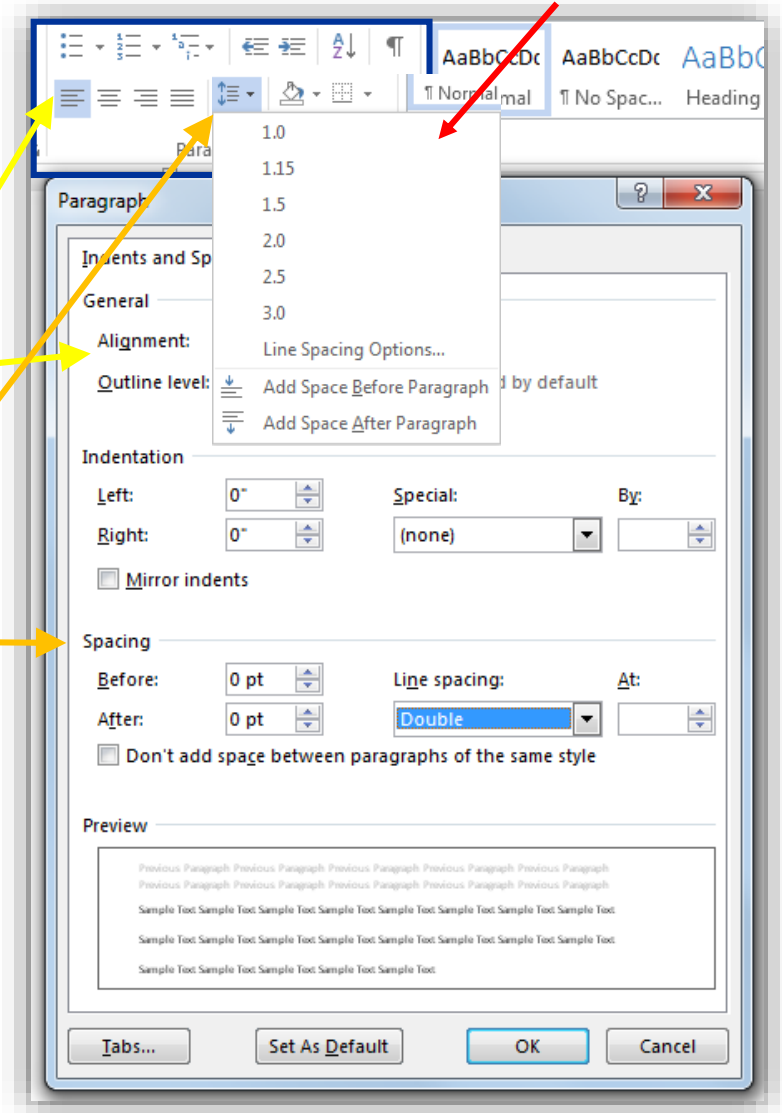 AaBbCcDc AaBbCcDc AaBbC
¶ Normal mal ¶ No Spac... Heading
Para
1.0
1.15
1.5
2.0
2.5
3.0
Line Spacing Options...
Add Space Before Paragraph
Add Space After Paragraph
Paragraph
Indents and Sp
General
Alignment:
Outline level: d by default
Indentation
Left: 0" Special: By:
Right: 0" (none)
Mirror indents
Spacing
Before: 0 pt Line spacing: At:
After: 0 pt Double
Don't add space between paragraphs of the same style
Preview
Previous Paragraph Previous Paragraph Previous Paragraph Previous Paragraph Previous Paragraph
Previous Paragraph Previous Paragraph Previous Paragraph Previous Paragraph Previous Paragraph
Sample Text Sample Text Sample Text Sample Text Sample Text Sample Text Sample Text Sample Text
Sample Text Sample Text Sample Text Sample Text Sample Text Sample Text Sample Text Sample Text
Sample Text Sample Text Sample Text Sample Text Sample Text
Tabs... Set As Default OK Cancel